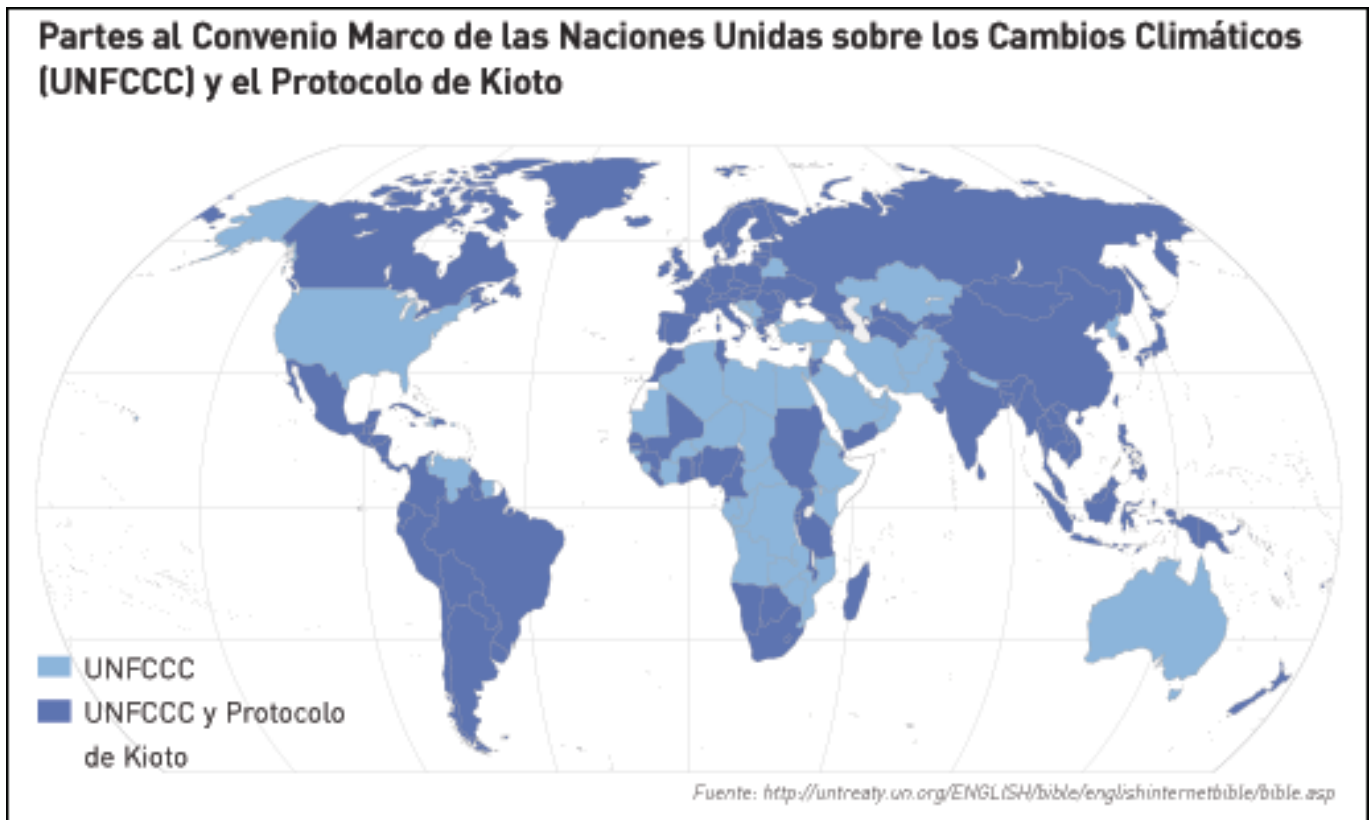 Partes al Convenio Marco de las Naciones Unidas sobre los Cambios Climáticos
(UNFCCC) y el Protocolo de Kioto
UNFCCC
UNFCCC y Protocolo
de Kioto
Fuente: http://untreaty.un.org/ENGLISH/bible/englishinternetbible/bible.asp